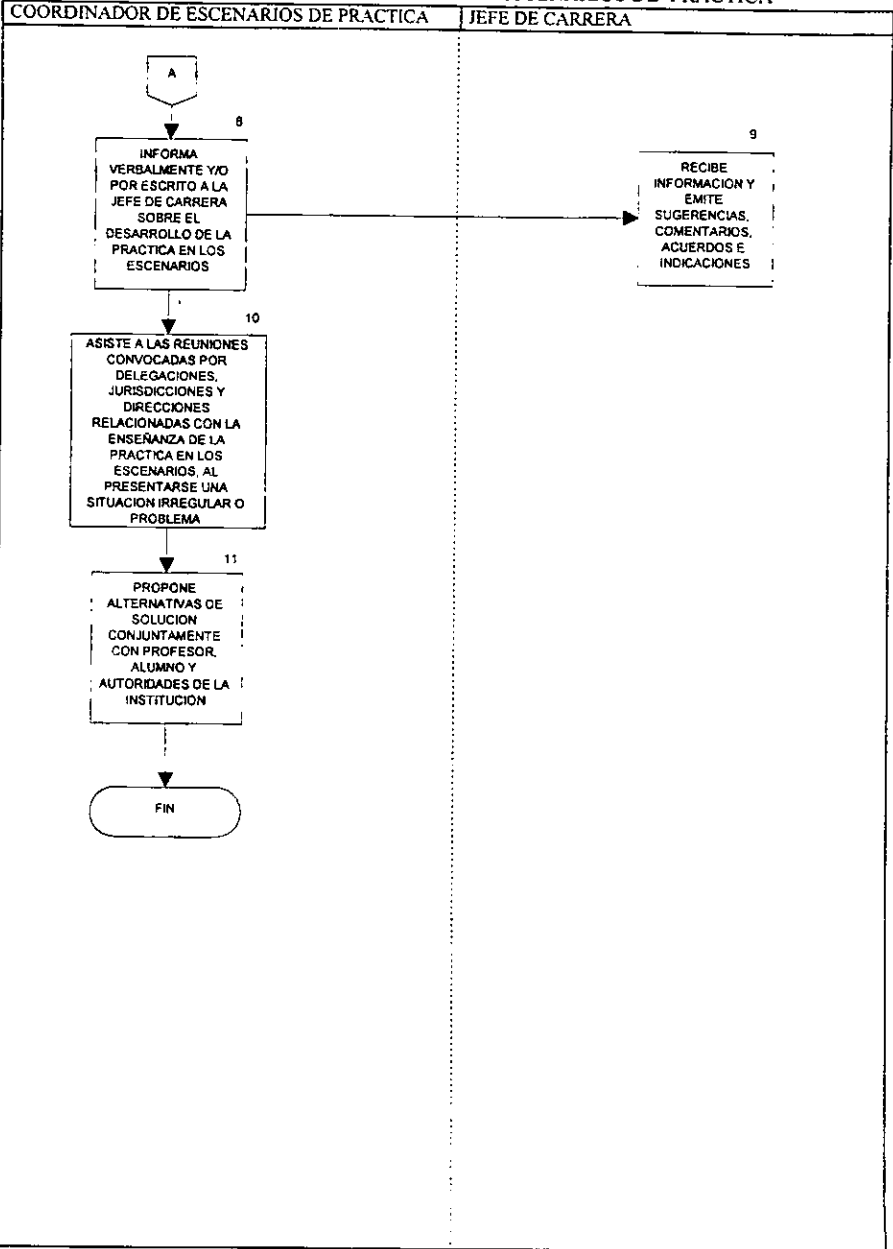 COORDINADOR DE ESCENARIOS DE PRACTICA
JEFE DE CARRERA
A
8
INFORMA
VERBALMENTE Y/O
POR ESCRITO A LA
JEFE DE CARRERA
SOBRE EL
DESARROLLO DE LA
PRACTICA EN LOS
ESCENARIOS
9
RECIBE
INFORMACION Y
EMITE
SUGERENCIAS,
COMENTARIOS,
ACUERDOS E
INDICACIONES
10
ASISTE A LAS REUNIONES
CONVOCADAS POR
DELEGACIONES,
JURISDICCIONES Y
DIRECCIONES
RELACIONADAS CON LA
ENSEÑANZA DE LA
PRACTICA EN LOS
ESCENARIOS, AL
PRESENTARSE UNA
SITUACION IRREGULAR O
PROBLEMA
11
PROPONE
ALTERNATIVAS DE
SOLUCION
CONJUNTAMENTE
CON PROFESOR,
ALUMNO Y
AUTORIDADES DE LA
INSTITUCION
FIN